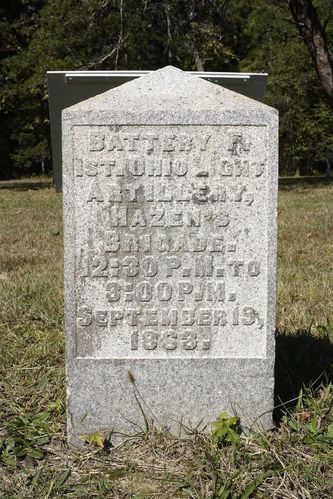 BATTERY F.
1ST. OHIO LIGHT
ARTILLERY,
HAZEN'S
BRIGADE.
12:30 P.M. TO
3:00 P.M.
SEPTEMBER 19,
1863.